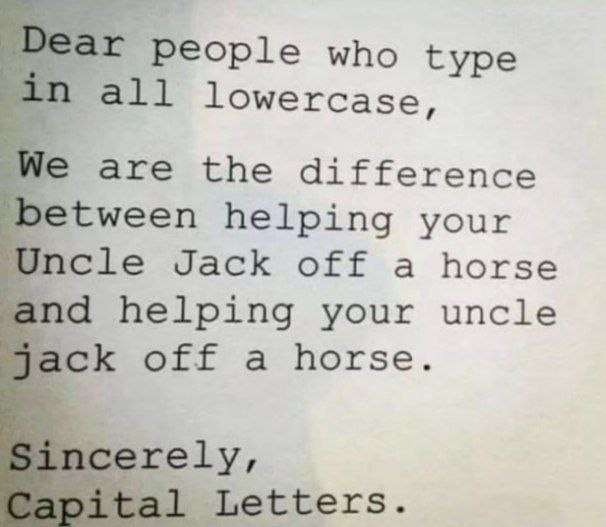 Dear people who type
in all lowercase,
We are the difference
between helping your
Uncle Jack off a horse
and helping your uncle
jack off a horse.
Sincerely,
Capital Letters.